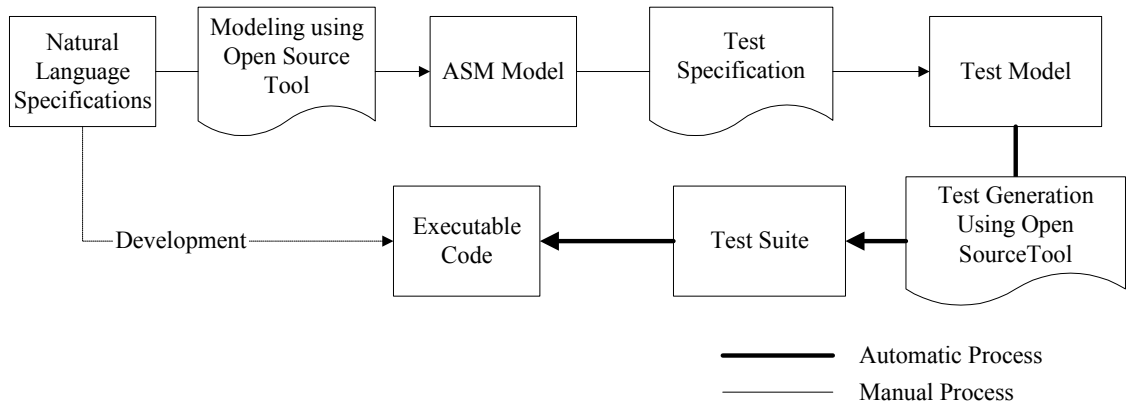 Natural
Language
Specifications
Modeling using
Open Source
Tool
ASM Model
Test
Specification
Test Model
Development
Executable
Code
Test Suite
Test Generation
Using Open
SourceTool
Automatic Process
Manual Process